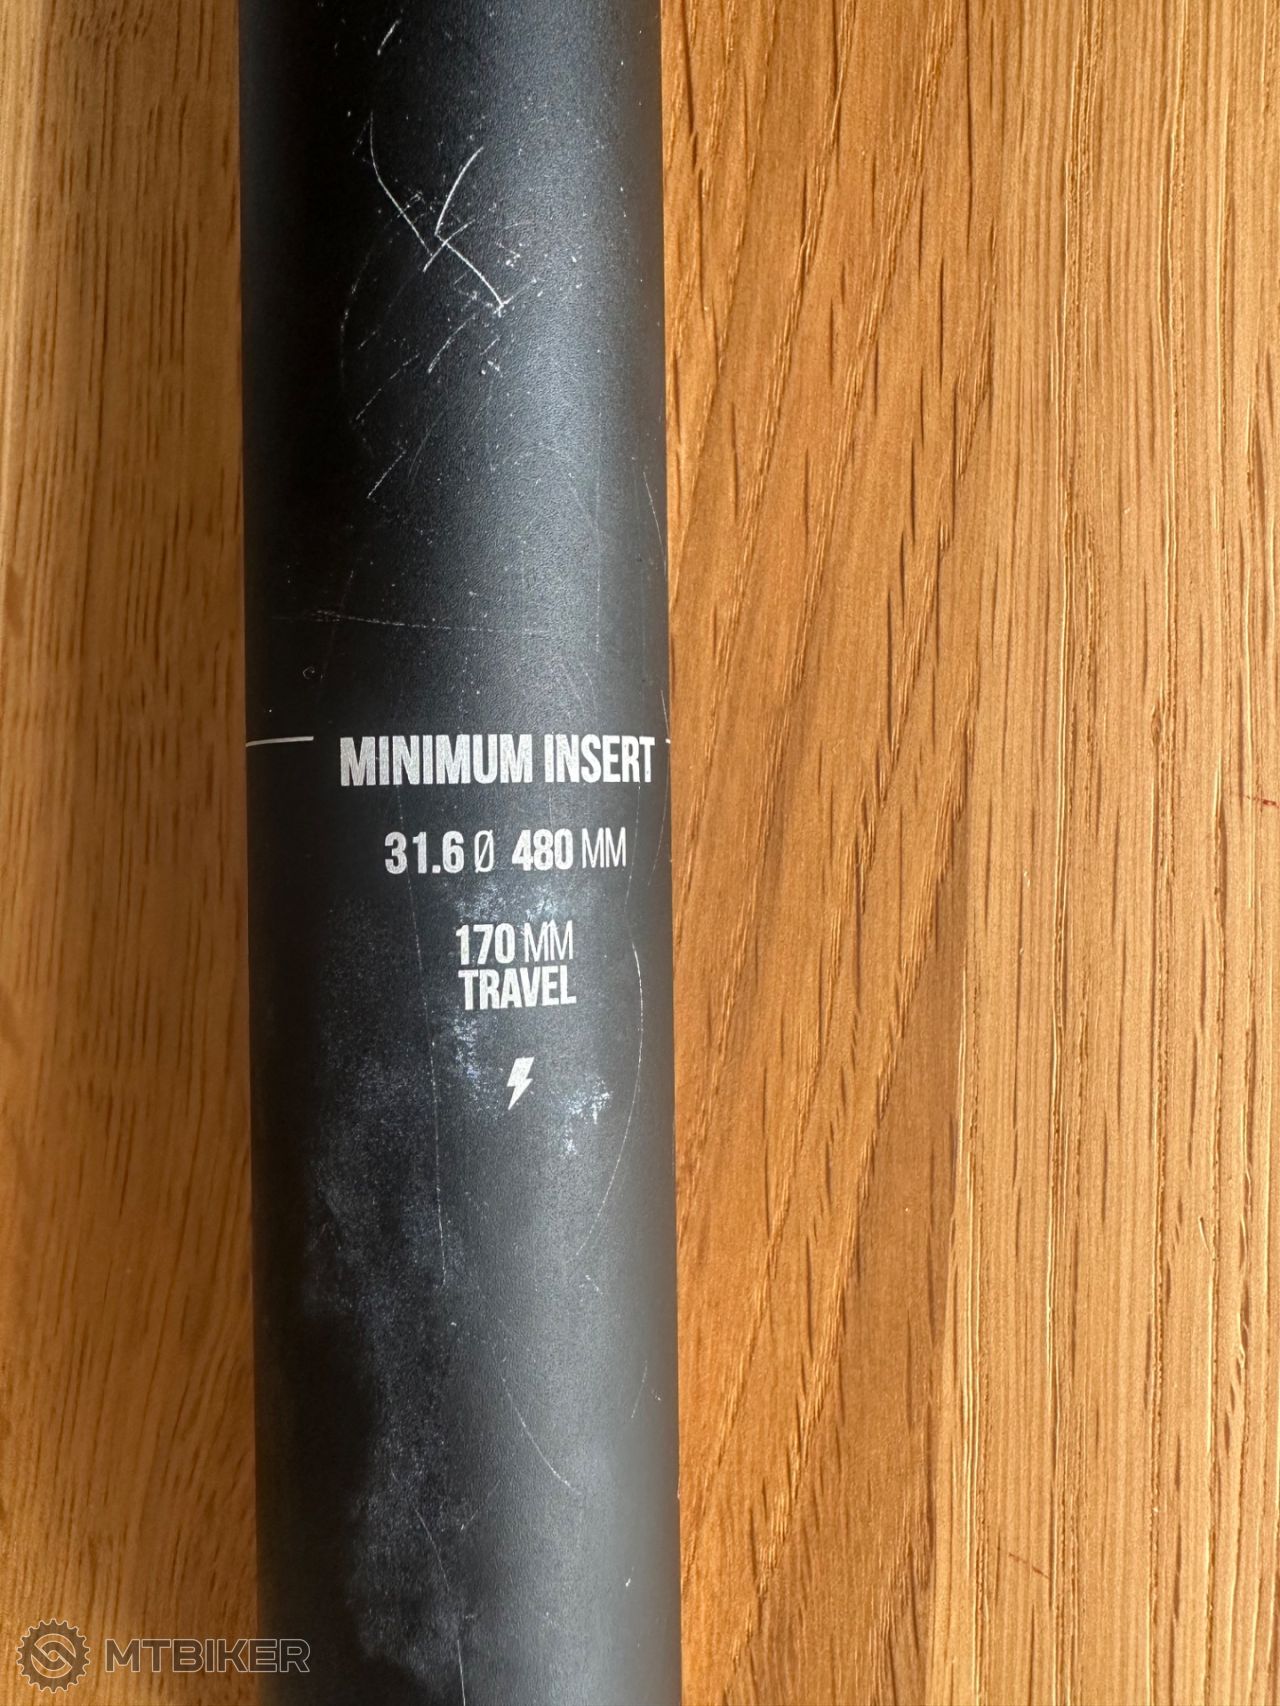 MINIMUM INSERT
31.6 Ø 480 MM
170 MM
TRAVEL
MTBIKER